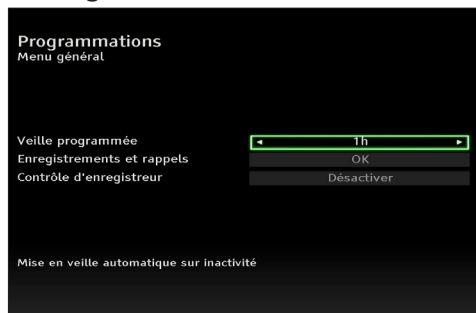 Programmations
Menu général
Veille programmée ◄ 1h ►
Enregistrements et rappels OK
Contrôle d'enregistreur Désactiver
Mise en veille automatique sur inactivité